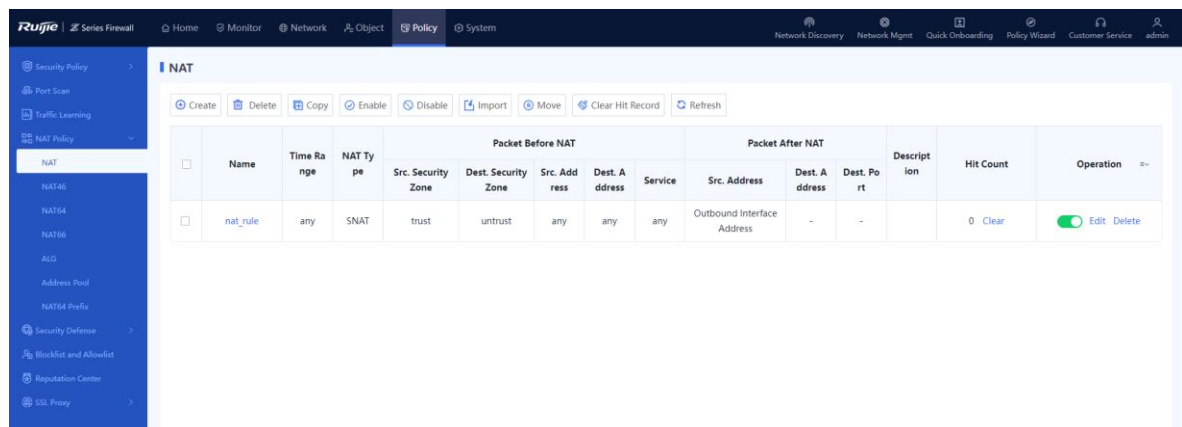 Ruijie | Z Series Firewall Home Monitor Network Object Policy System Network Discovery Network Mgmt Quick Onboarding Policy Wizard Customer Service admin
Security Policy
Port Scan
Traffic Learning
NAT Policy
NAT
NAT46
NAT64
NAT66
ALG
Address Pool
NAT64 Prefix
Security Defense
Blocklist and Allowlist
Reputation Center
SSL Proxy
NAT
Create Delete Copy Enable Disable Import Move Clear Hit Record Refresh
Name Time Ra
nge NAT Ty
pe Packet Before NAT Packet After NAT Descript
ion Hit Count Operation
Src. Security
Zone Dest. Security
Zone Src. Add
ress Dest. A
ddress Service Src. Address Dest. A
ddress Dest. Po
rt
nat_rule any SNAT trust untrust any any any Outbound Interface
Address - - 0 Clear Edit Delete